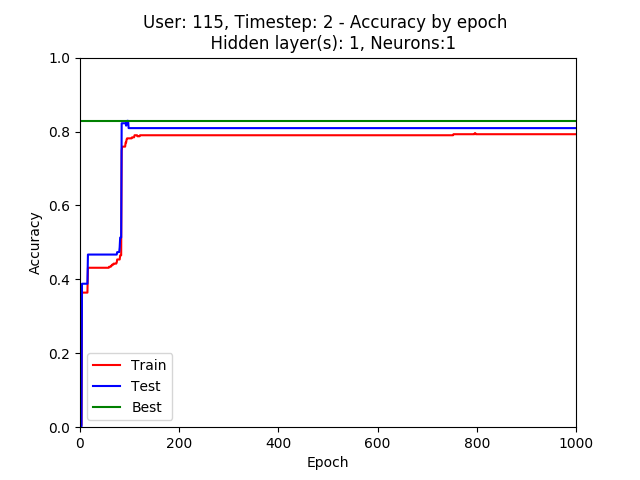 User: 115, Timestep: 2 - Accuracy by epoch
Hidden layer(s): 1, Neurons:1
1.0
0.8
0.6
0.4
0.2
0.0
Accuracy
Train
Test
Best
0 200 400 600 800 1000
Epoch